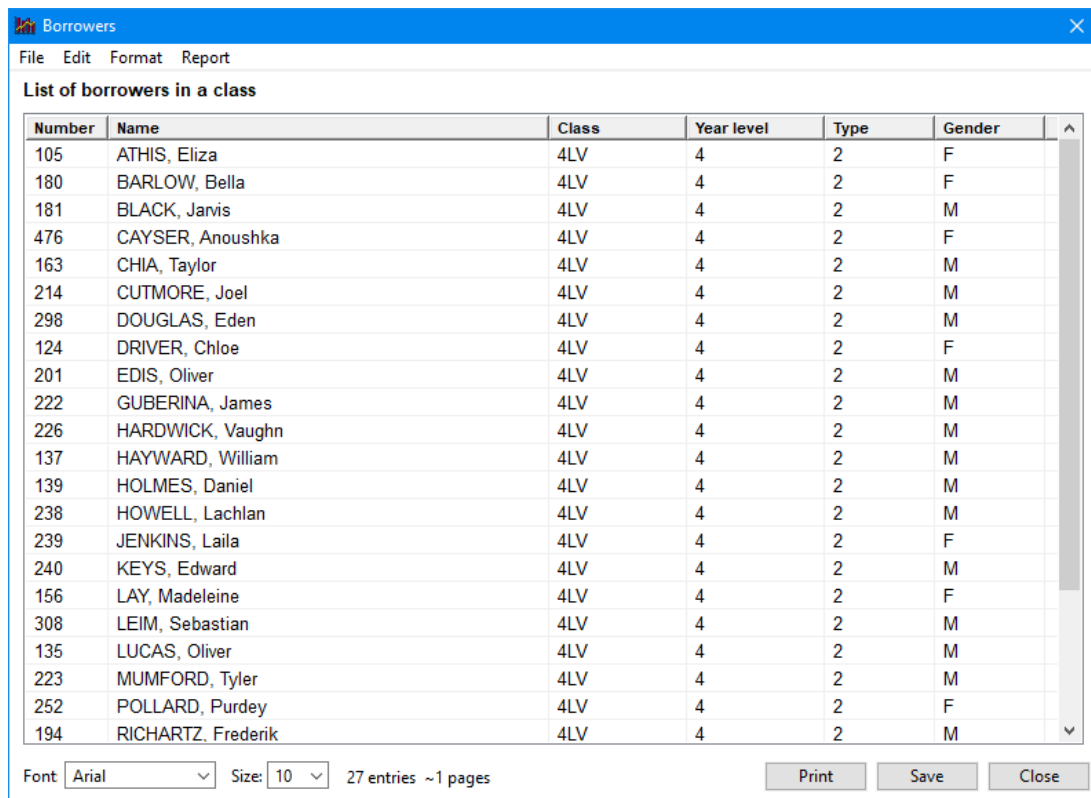 Borrowers
File Edit Format Report
List of borrowers in a class
Number Name Class Year level Type Gender
105 ATHIS, Eliza 4LV 4 2 F
180 BARLOW, Bella 4LV 4 2 F
181 BLACK, Jarvis 4LV 4 2 M
476 CAYSER, Anoushka 4LV 4 2 F
163 CHIA, Taylor 4LV 4 2 M
214 CUTMORE, Joel 4LV 4 2 M
298 DOUGLAS, Eden 4LV 4 2 M
124 DRIVER, Chloe 4LV 4 2 F
201 EDIS, Oliver 4LV 4 2 M
222 GUBERINA, James 4LV 4 2 M
226 HARDWICK, Vaughn 4LV 4 2 M
137 HAYWARD, William 4LV 4 2 M
139 HOLMES, Daniel 4LV 4 2 M
238 HOWELL, Lachlan 4LV 4 2 M
239 JENKINS, Laila 4LV 4 2 F
240 KEYS, Edward 4LV 4 2 M
156 LAY, Madeleine 4LV 4 2 F
308 LEIM, Sebastian 4LV 4 2 M
135 LUCAS, Oliver 4LV 4 2 M
223 MUMFORD, Tyler 4LV 4 2 M
252 POLLARD, Purdey 4LV 4 2 F
194 RICHARTZ, Frederik 4LV 4 2 M
Font Arial Size: 10 27 entries ~1 pages Print Save Close